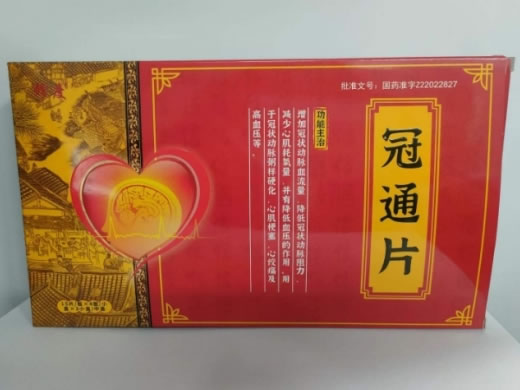 批准文号：国药准字Z22022827
冠通片
功能主治
增加冠状动脉血流量，降低冠状动脉阻力，
减少心肌耗氧量，并有降低血压的作用。用
于冠状动脉粥样硬化，心肌梗塞，心绞痛及
高血压等。